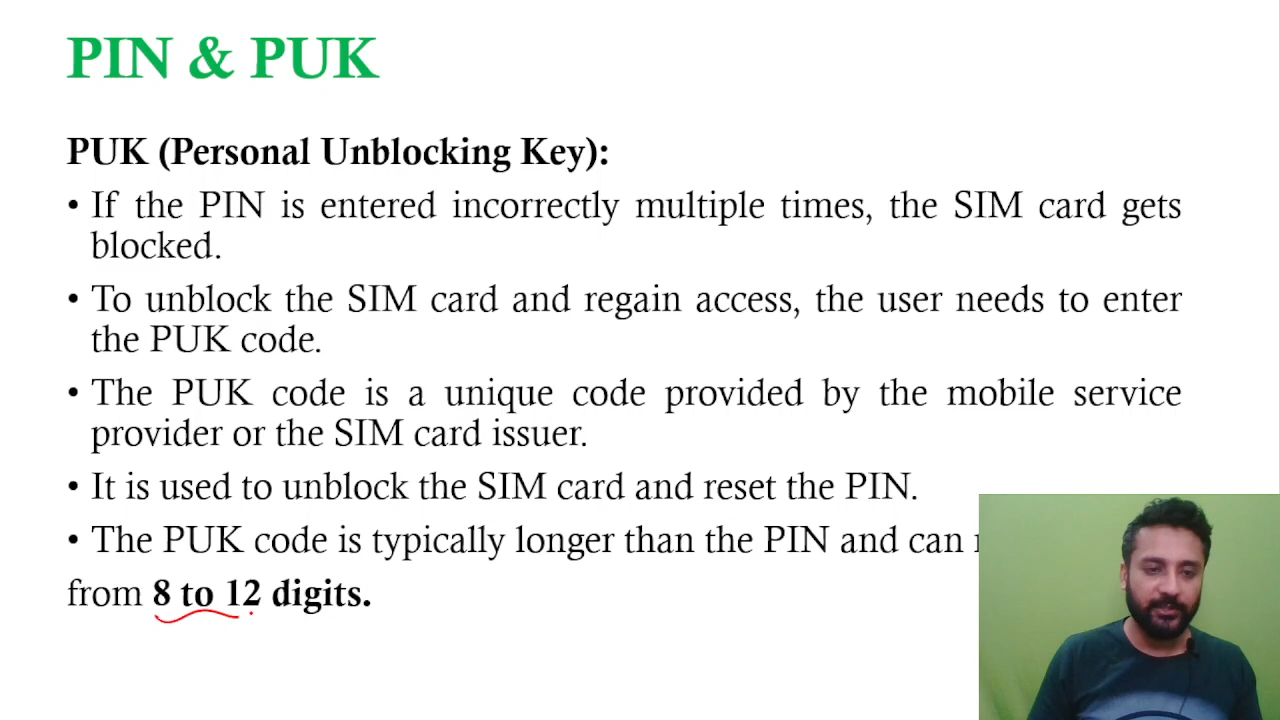 PIN & PUK
PUK (Personal Unblocking Key):
• If the PIN is entered incorrectly multiple times, the SIM card gets
blocked.
• To unblock the SIM card and regain access, the user needs to enter
the PUK code.
• The PUK code is a unique code provided by the mobile service
provider or the SIM card issuer.
• It is used to unblock the SIM card and reset the PIN.
• The PUK code is typically longer than the PIN and can
from 8 to 12 digits.